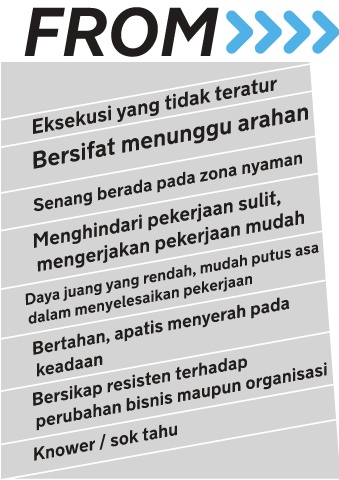 FROM
Eksekusi yang tidak teratur
Bersifat menunggu arahan
Senang berada pada zona nyaman
Menghindari pekerjaan sulit,
mengerjakan pekerjaan mudah
Daya juang yang rendah, mudah putus asa
dalam menyelesaikan pekerjaan
Bertahan, apatis menyerah pada
keadaan
Bersikap resisten terhadap
perubahan bisnis maupun organisasi
Knower / sok tahu